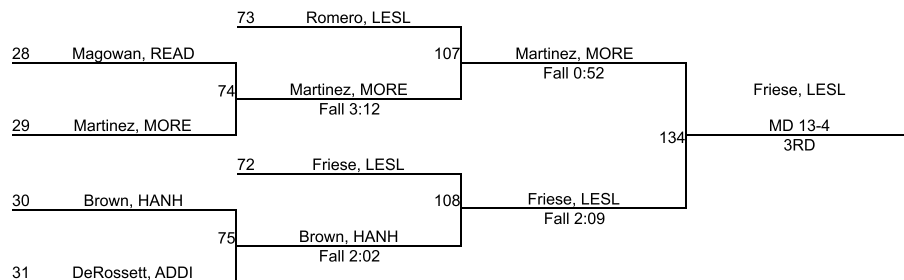 73 Romero, LESL
28 Magowan, READ
107 Martinez, MORE
Fall 0:52
74 Martinez, MORE
Fall 3:12
Friese, LESL
29 Martinez, MORE
MD 13-4
134
3RD
72 Friese, LESL
30 Brown, HANH
108 Friese, LESL
Fall 2:09
75 Brown, HANH
Fall 2:02
31 DeRossett, ADDI